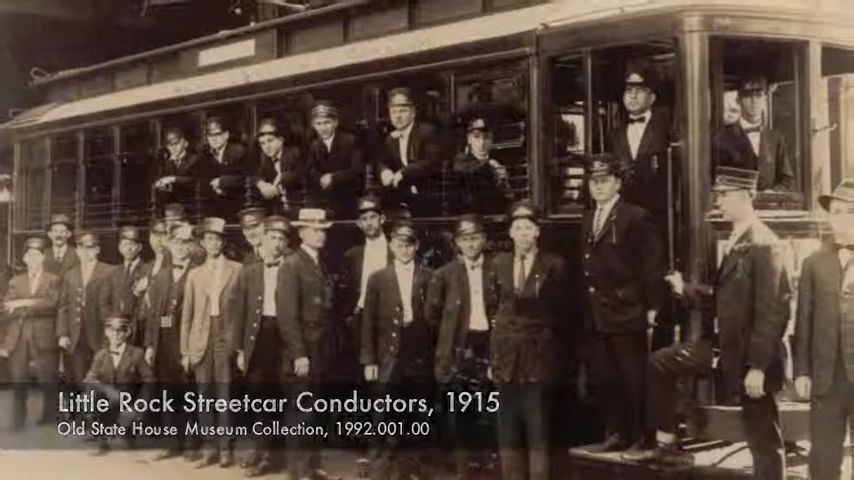 Little Rock Streetcar Conductors, 1915
Old State House Museum Collection, 1992.001.00